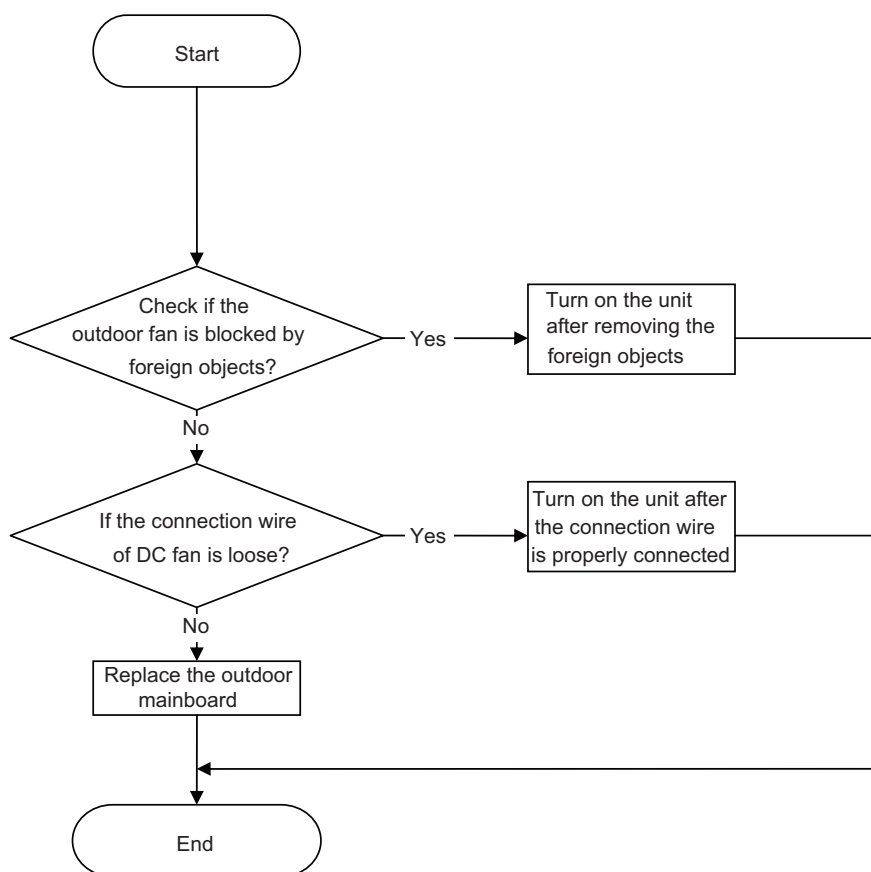 Start
Check if the
outdoor fan is blocked by
foreign objects?
Yes
Turn on the unit
after removing the
foreign objects
No
If the connection wire
of DC fan is loose?
Yes
Turn on the unit after
the connection wire
is properly connected
No
Replace the outdoor
mainboard
End